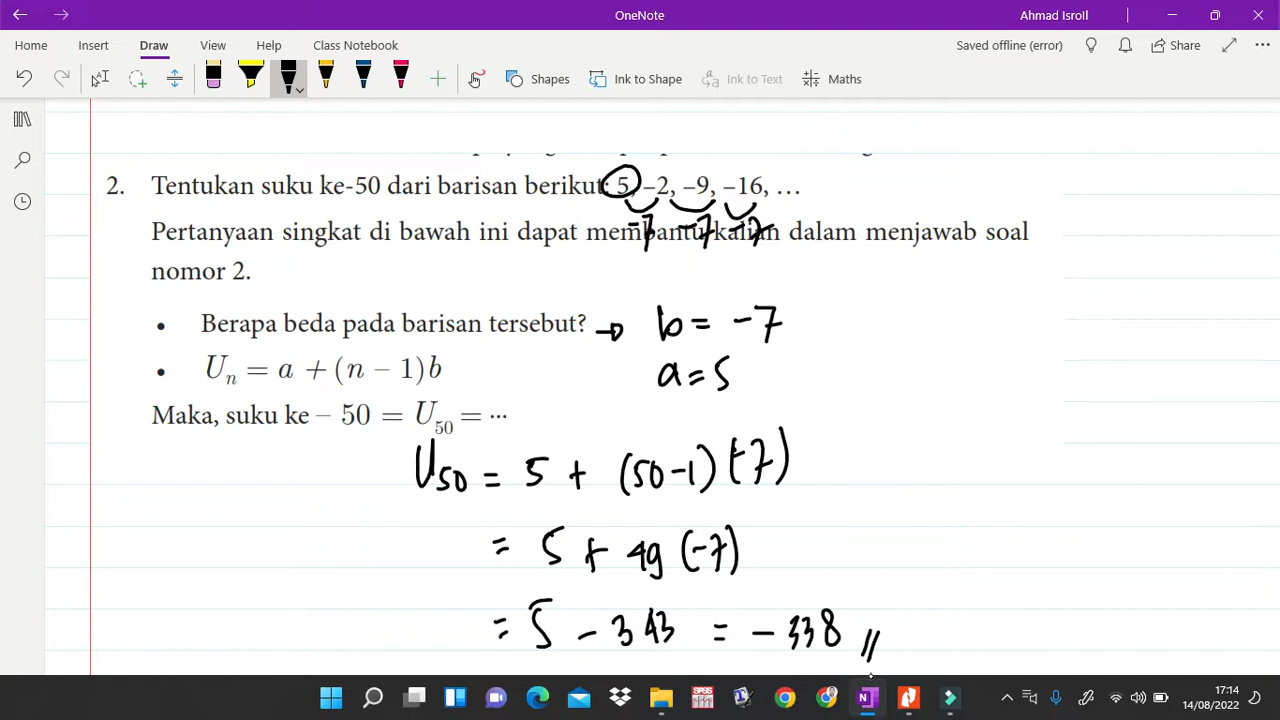 OneNote
Ahmad Isroll
Home Insert Draw View Help Class Notebook
Saved offline (error) Share
Shapes Ink to Shape Ink to Text Maths
2. Tentukan suku ke-50 dari barisan berikut: 5, –2, –9, –16, …
-7 -7 -7
Pertanyaan singkat di bawah ini dapat membantu kalian dalam menjawab soal
nomor 2.
• Berapa beda pada barisan tersebut? → b = -7
a = 5
• Un = a + (n – 1)b
Maka, suku ke – 50 = U50 = ...
U50 = 5 + (50-1) (-7)
= 5 + 49 (-7)
= 5 - 343 = -338 //
17:14
14/08/2022